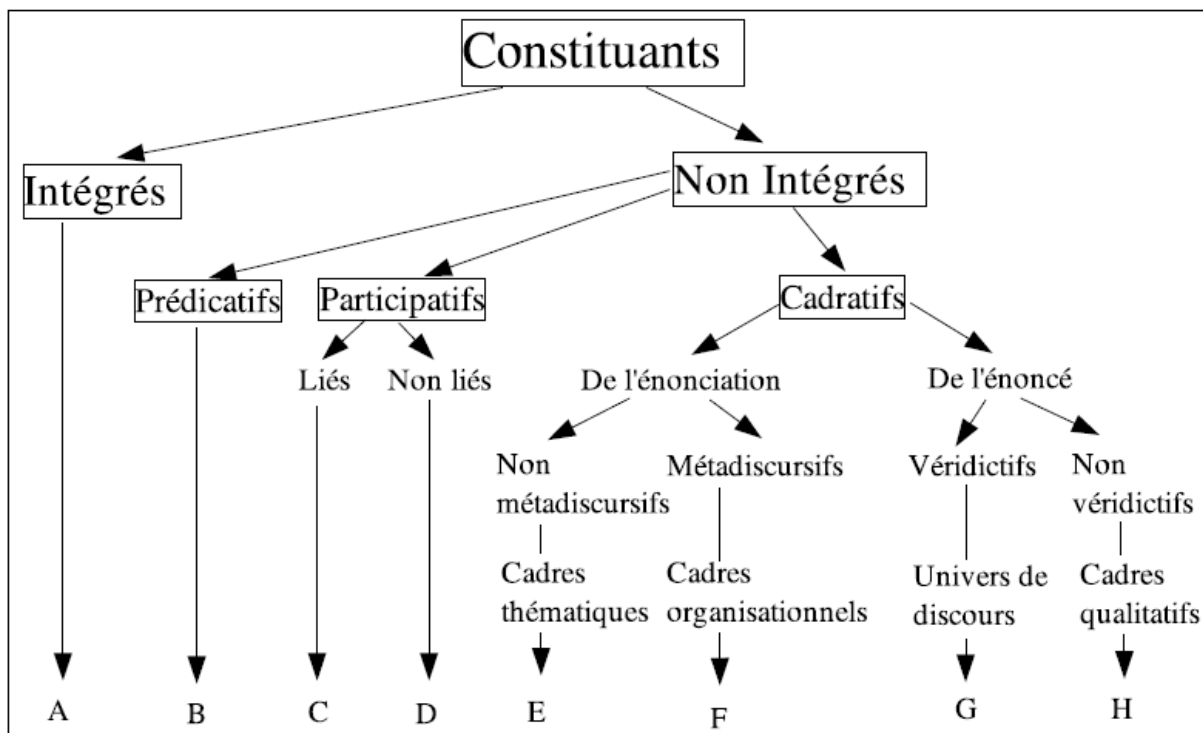 Constituants
Intégrés
Non Intégrés
Prédicatifs
Participatifs
Cadratifs
Liés
Non liés
De l'énonciation
De l'énoncé
Non
métadiscursifs
Métadiscursifs
Véridictifs
Non
véridictifs
Cadres
thématiques
Cadres
organisationnels
Univers de
discours
Cadres
qualitatifs
A
B
C
D
E
F
G
H